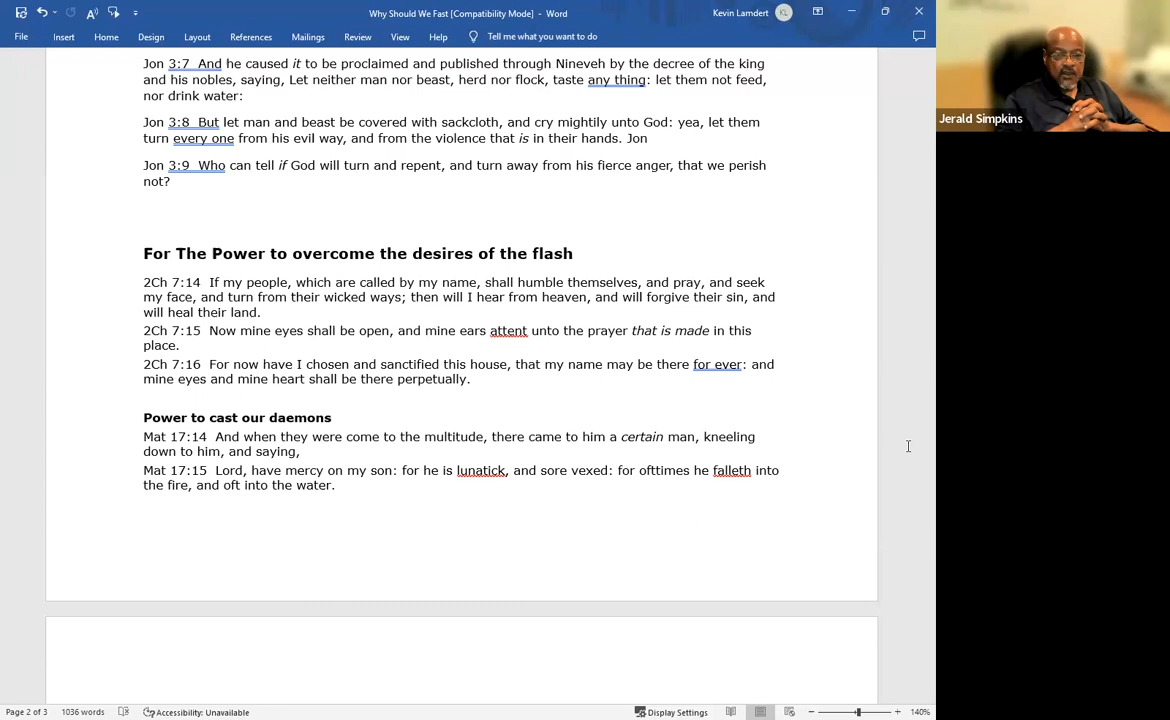 Why Should We Fast [Compatibility Mode] - Word
Kevin Lamdert
KL
File Insert Home Design Layout References Mailings Review View Help Tell me what you want to do
Jon 3:7 And he caused it to be proclaimed and published through Nineveh by the decree of the king
and his nobles, saying, Let neither man nor beast, herd nor flock, taste any thing: let them not feed,
nor drink water:
Jon 3:8 But let man and beast be covered with sackcloth, and cry mightily unto God: yea, let them
turn every one from his evil way, and from the violence that is in their hands. Jon
Jon 3:9 Who can tell if God will turn and repent, and turn away from his fierce anger, that we perish
not?
For The Power to overcome the desires of the flash
2Ch 7:14 If my people, which are called by my name, shall humble themselves, and pray, and seek
my face, and turn from their wicked ways; then will I hear from heaven, and will forgive their sin, and
will heal their land.
2Ch 7:15 Now mine eyes shall be open, and mine ears attent unto the prayer that is made in this
place.
2Ch 7:16 For now have I chosen and sanctified this house, that my name may be there for ever: and
mine eyes and mine heart shall be there perpetually.
Power to cast our daemons
Mat 17:14 And when they were come to the multitude, there came to him a certain man, kneeling
down to him, and saying,
Mat 17:15 Lord, have mercy on my son: for he is lunatick, and sore vexed: for ofttimes he falleth into
the fire, and oft into the water.
Page 2 of 3 1036 words Accessibility: Unavailable Display Settings 140%
Jerald Simpkins